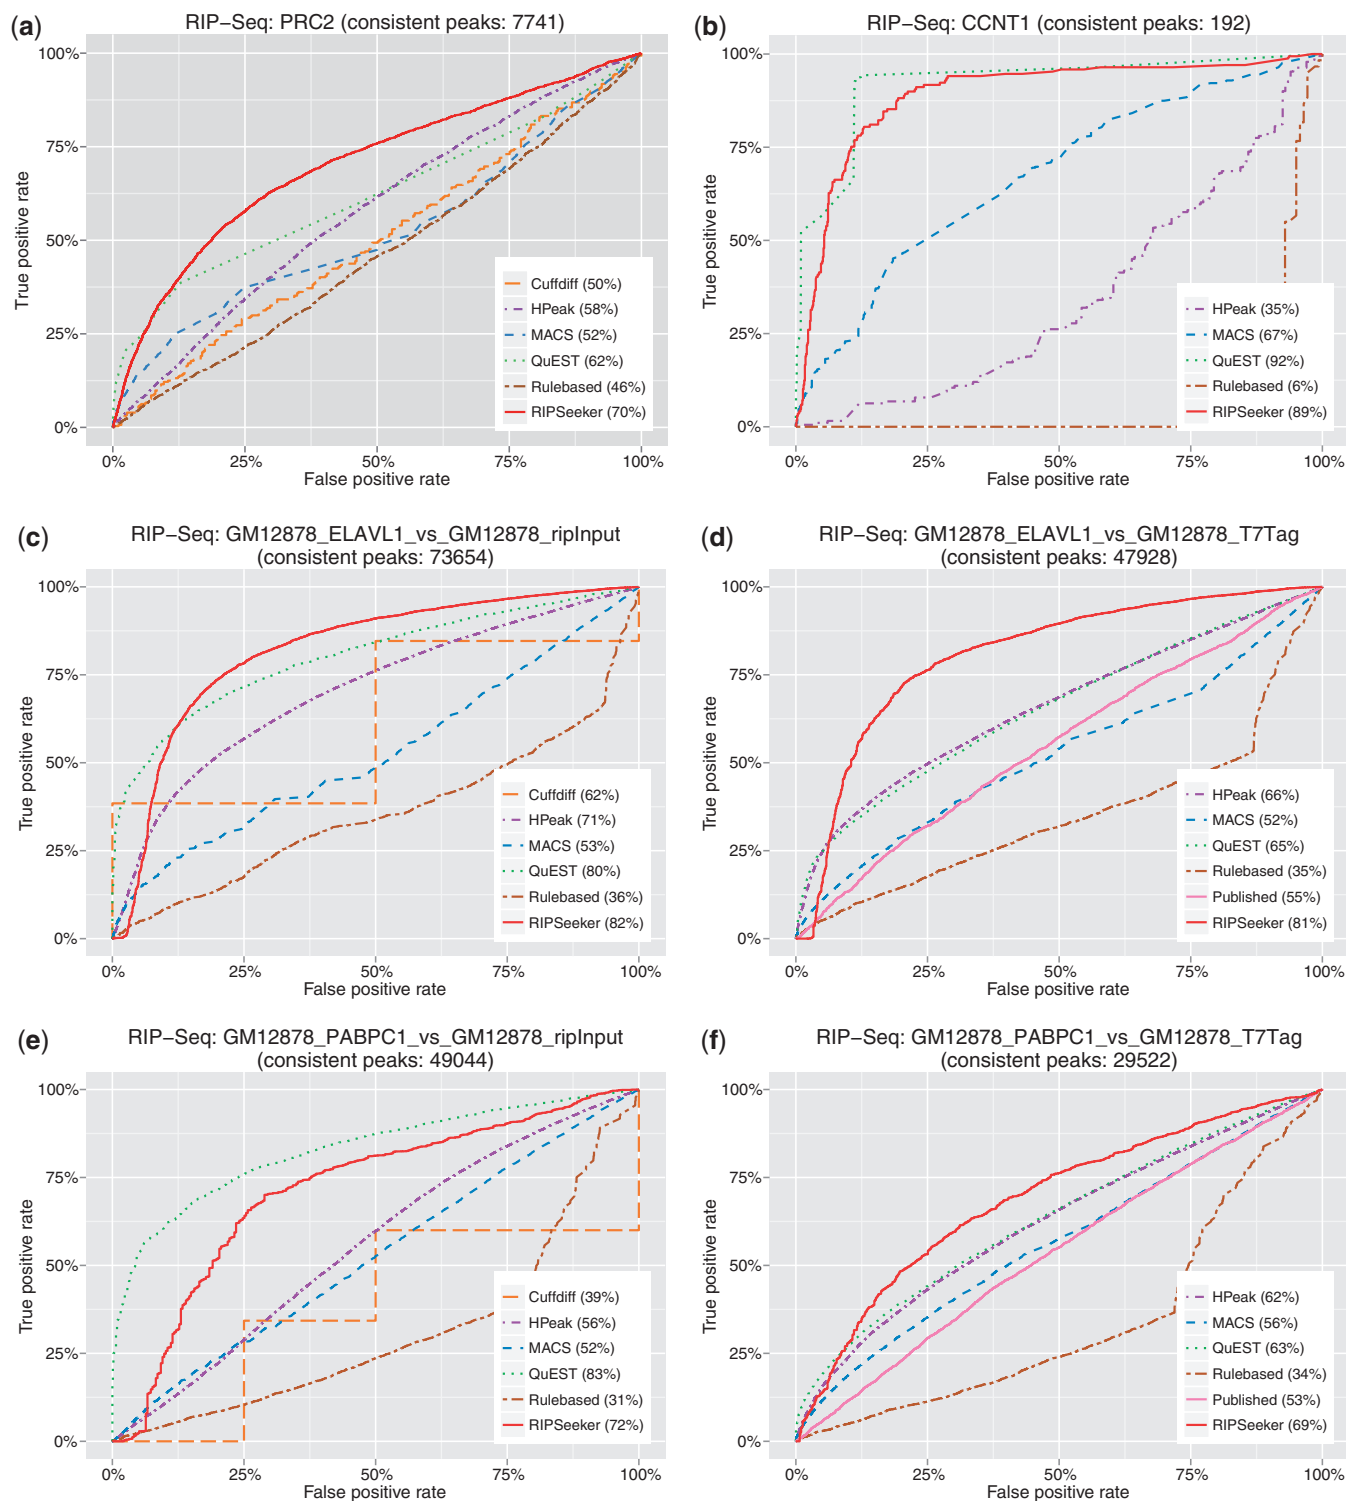 (a)
RIP−Seq: PRC2 (consistent peaks: 7741)
100%
75%
50%
25%
0%
True positive rate
Cuffdiff (50%)
HPeak (58%)
MACS (52%)
QuEST (62%)
Rulebased (46%)
RIPSeeker (70%)
0% 25% 50% 75% 100%
False positive rate
(b)
RIP−Seq: CCNT1 (consistent peaks: 192)
100%
75%
50%
25%
0%
True positive rate
HPeak (35%)
MACS (67%)
QuEST (92%)
Rulebased (6%)
RIPSeeker (89%)
0% 25% 50% 75% 100%
False positive rate
(c)
RIP−Seq: GM12878_ELAVL1_vs_GM12878_ripInput
(consistent peaks: 73654)
100%
75%
50%
25%
0%
True positive rate
Cuffdiff (62%)
HPeak (71%)
MACS (53%)
QuEST (80%)
Rulebased (36%)
RIPSeeker (82%)
0% 25% 50% 75% 100%
False positive rate
(d)
RIP−Seq: GM12878_ELAVL1_vs_GM12878_T7Tag
(consistent peaks: 47928)
100%
75%
50%
25%
0%
True positive rate
HPeak (66%)
MACS (52%)
QuEST (65%)
Rulebased (35%)
Published (55%)
RIPSeeker (81%)
0% 25% 50% 75% 100%
False positive rate
(e)
RIP−Seq: GM12878_PABPC1_vs_GM12878_ripInput
(consistent peaks: 49044)
100%
75%
50%
25%
0%
True positive rate
Cuffdiff (39%)
HPeak (56%)
MACS (52%)
QuEST (83%)
Rulebased (31%)
RIPSeeker (72%)
0% 25% 50% 75% 100%
False positive rate
(f)
RIP−Seq: GM12878_PABPC1_vs_GM12878_T7Tag
(consistent peaks: 29522)
100%
75%
50%
25%
0%
True positive rate
HPeak (62%)
MACS (56%)
QuEST (63%)
Rulebased (34%)
Published (53%)
RIPSeeker (69%)
0% 25% 50% 75% 100%
False positive rate